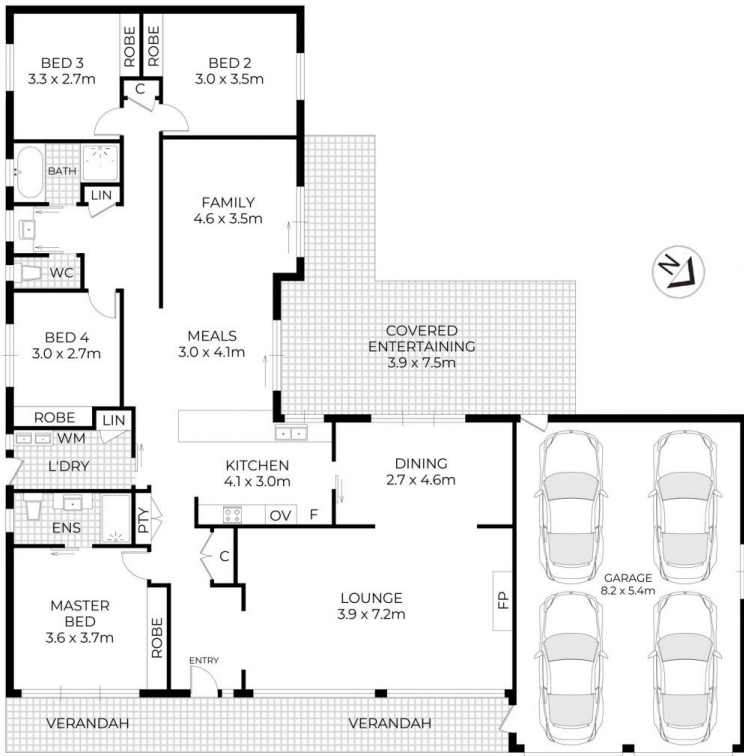 BED 3
3.3 x 2.7m
ROBE
ROBE
BED 2
3.0 x 3.5m
C
BATH
LIN
FAMILY
4.6 x 3.5m
WC
N
BED 4
3.0 x 2.7m
MEALS
3.0 x 4.1m
COVERED
ENTERTAINING
3.9 x 7.5m
ROBE
LIN
WM
L'DRY
KITCHEN
4.1 x 3.0m
DINING
2.7 x 4.6m
ENS
PTY
OV
F
C
MASTER
BED
3.6 x 3.7m
ROBE
LOUNGE
3.9 x 7.2m
FP
GARAGE
8.2 x 5.4m
ENTRY
VERANDAH
VERANDAH